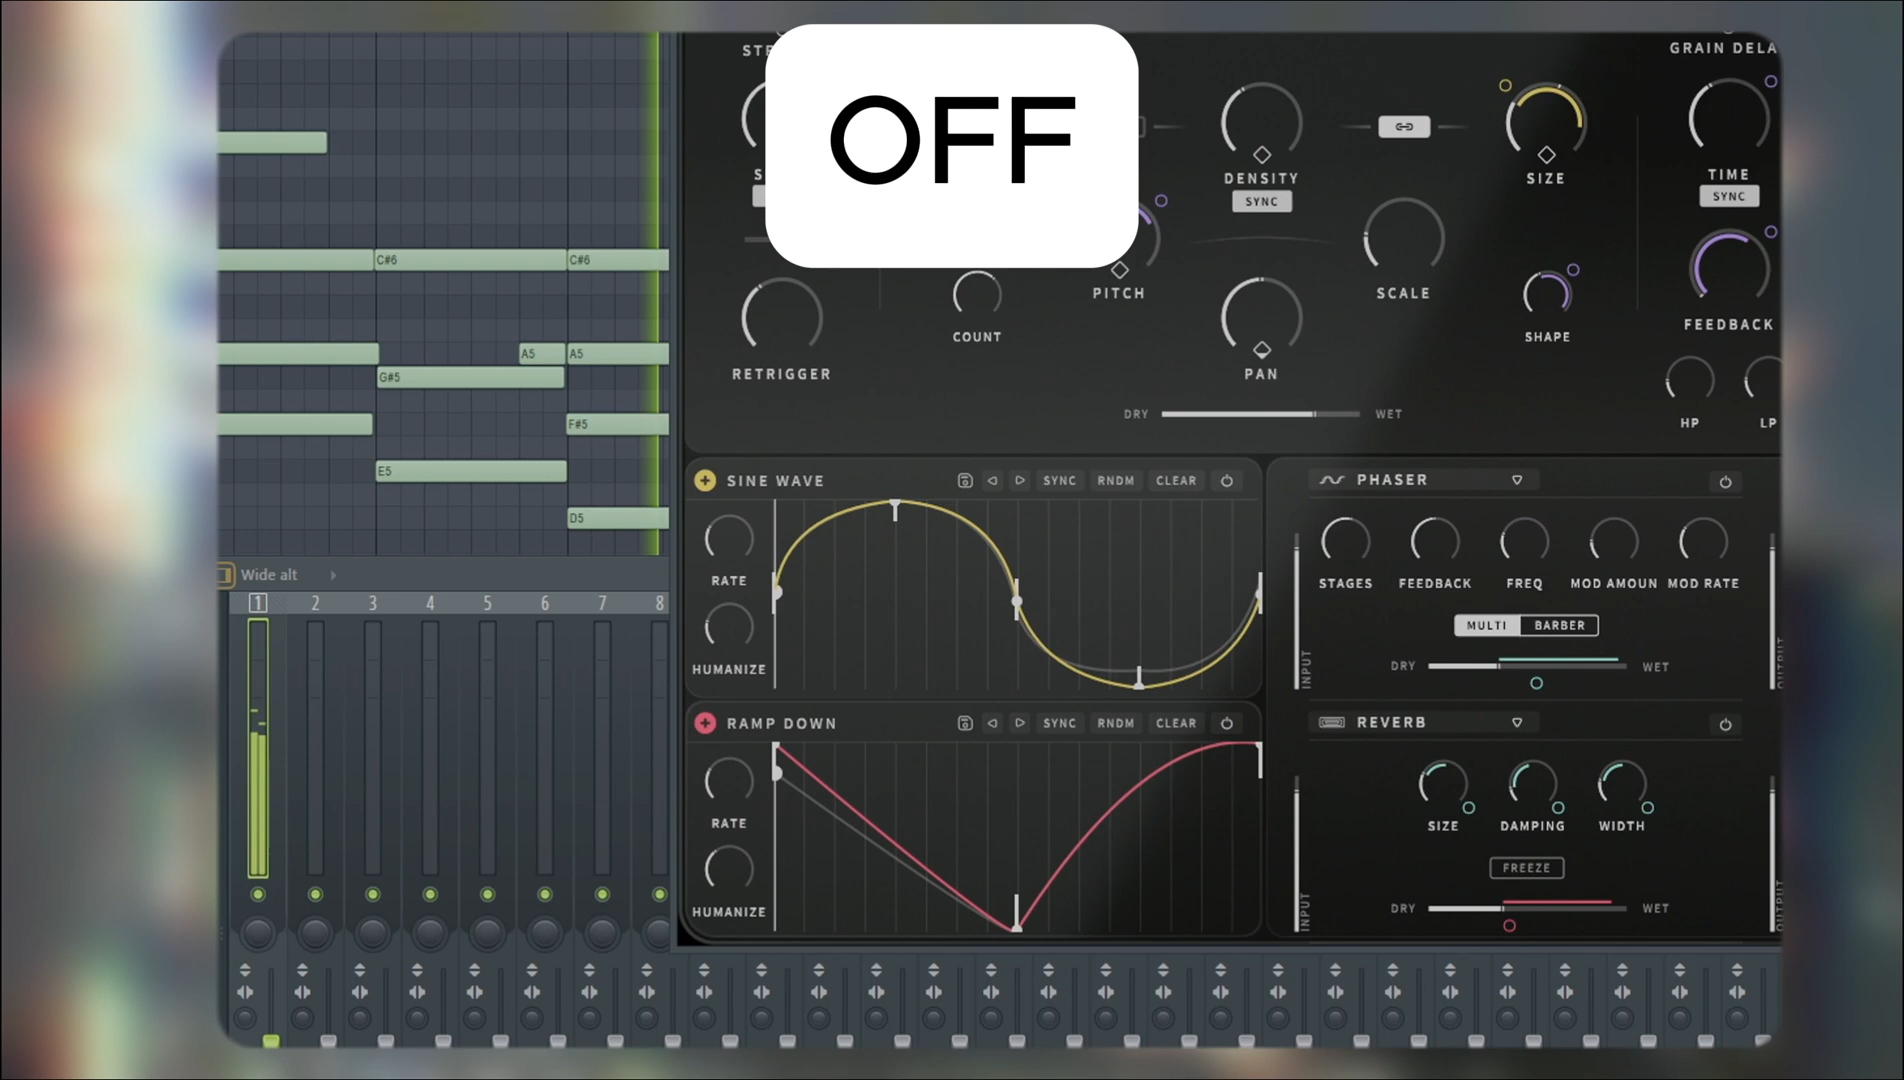 OFF
GRAIN DELA
DENSITY
SYNC
SIZE
TIME
SYNC
C#6
C#6
PITCH
SCALE
SHAPE
FEEDBACK
COUNT
RETRIGGER
PAN
A5
A5
G#5
F#5
E5
D5
DRY
WET
HP
LP
SINE WAVE
SYNC
RNDM
CLEAR
RATE
HUMANIZE
PHASER
STAGES
FEEDBACK
FREQ
MOD AMOUN
MOD RATE
MULTI
BARBER
DRY
WET
INPUT
Wide alt
1 2 3 4 5 6 7 8
RAMP DOWN
SYNC
RNDM
CLEAR
RATE
HUMANIZE
REVERB
SIZE
DAMPING
WIDTH
FREEZE
DRY
WET
INPUT
OUTPUT